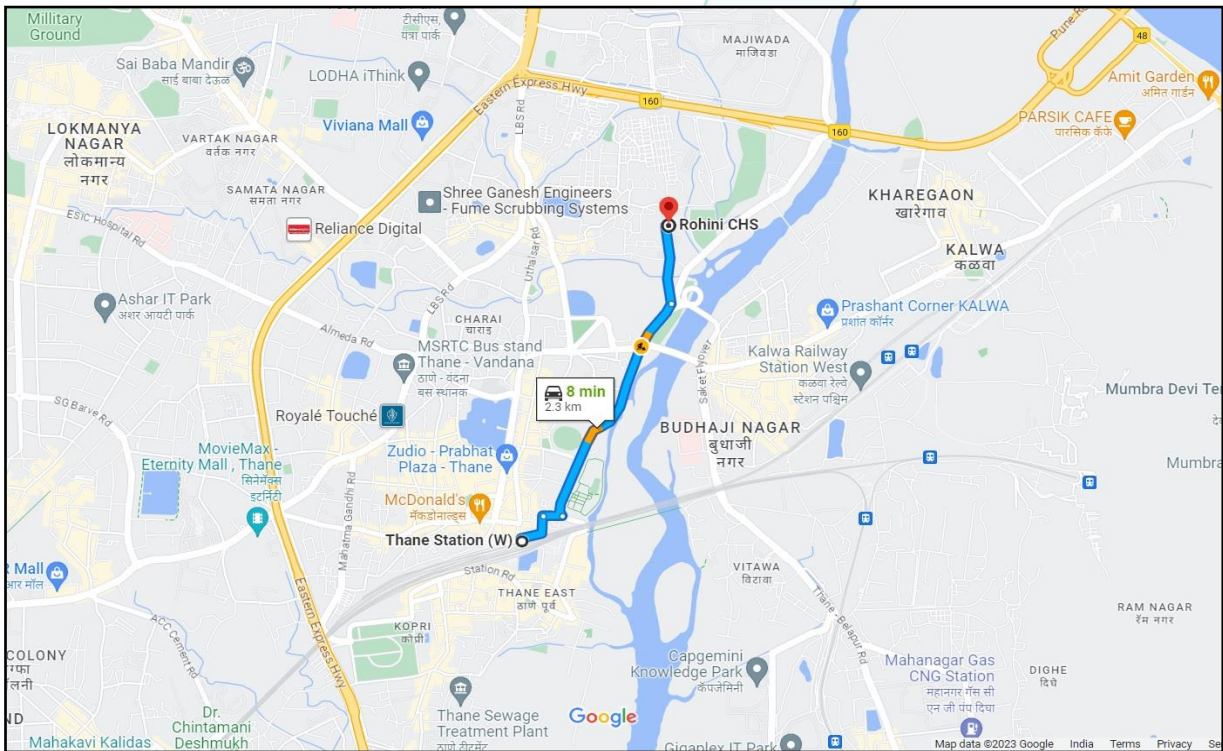 Millitary
Ground
टीसीएस,
यंत्रा पार्क
Sai Baba Mandir
साई बाबा देऊळ
LODHA iThink
MAJIWADA
माजिवडा
Pune Rd
48
Amit Garden
अमित गार्डन
Eastern Express Hwy
LBS Rd
160
160
PARSIK CAFE
पारसिक कॅफे
Viviana Mall
LOKMANYA
NAGAR
लोकमान्य
नगर
VARTAK NAGAR
वर्तक नगर
SAMATA NAGAR
समता नगर
Shree Ganesh Engineers
- Fume Scrubbing Systems
KHAREGAON
खारेगाव
Esic Hospital Rd
Reliance Digital
Uthalsar Rd
Rohini CHS
KALWA
कळवा
Ashar IT Park
अशर आयटी पार्क
LBS Rd
CHARAI
चाराइ
Prashant Corner KALWA
प्रशांत कॉर्नर
Almeda Rd
MSRTC Bus stand
Thane - Vandana
ठाणे - वंदना
बस स्थानक
Saket Flyover
Kalwa Railway
Station West
कळवा रेल्वे
स्टेशन पश्चिम
8 min
2.3 km
Mumbra Devi Te
SG Barve Rd
Royalé Touché
BUDHAJI NAGAR
बुधाजी
नगर
MovieMax -
Eternity Mall , Thane
सिनेमॅक्स
इटर्निटी
Zudio - Prabhat
Plaza - Thane
Mumbra
Mahatma Gandhi Rd
McDonald's
मॅकडोनाल्ड्स
Thane Station (W)
Station Rd
R Mall
आर मॉल
THANE EAST
ठाणे पूर्व
VITAWA
विटावा
Thane - Belapur Rd
RAM NAGAR
रॅम नगर
Eastern Express Hwy
KOPRI
कोपरी
ACC Cement Rd
COLONY
Capgemini
Knowledge Park
कॅपजेमिनी
Mahanagar Gas
CNG Station
महानगर गॅस सी
एन जी पंप दिघा
DIGHE
दिघे
ND
Dr.
Chintamani
Deshmukh
Mahakavi Kalidas
Thane Sewage
Treatment Plant
Google
Gigaplex IT Park
Map data ©2023 Google India Terms Privacy Se